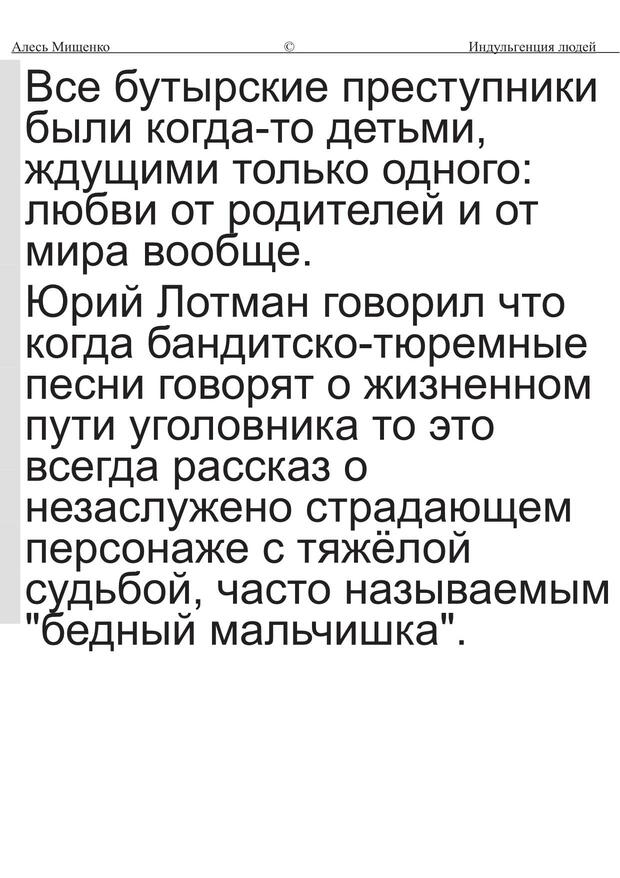 Алесь Мищенко © Индульгенция людей
Все бутырские преступники
были когда-то детьми,
ждущими только одного:
любви от родителей и от
мира вообще.
Юрий Лотман говорил что
когда бандитско-тюремные
песни говорят о жизненном
пути уголовника то это
всегда рассказ о
незаслужено страдающем
персонаже с тяжёлой
судьбой, часто называемым
"бедный мальчишка".